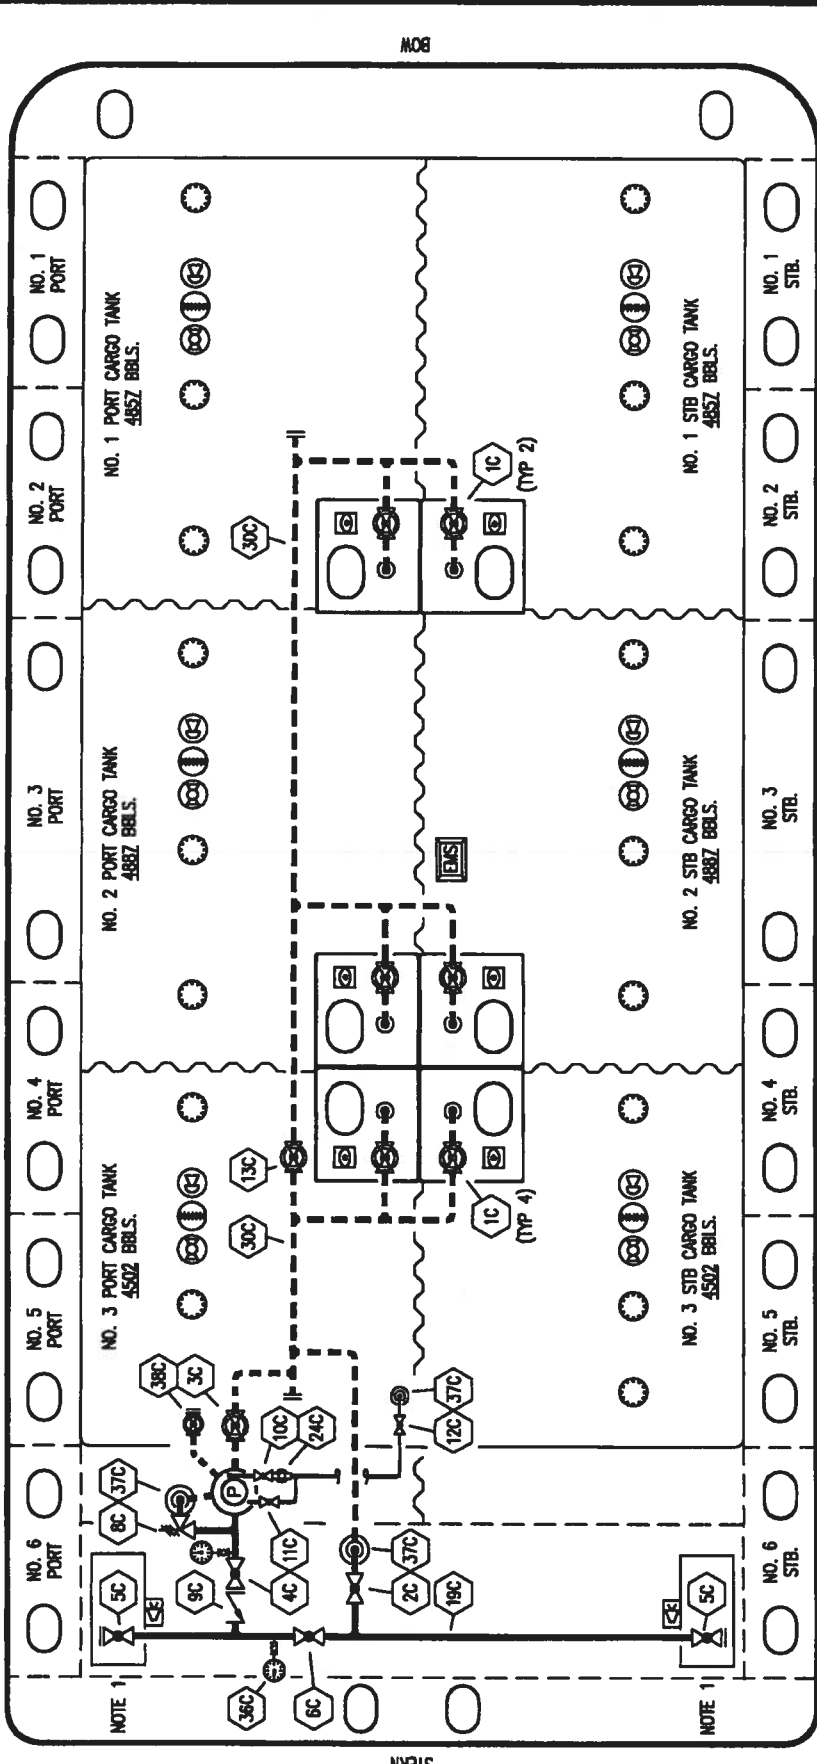 BOW
NO. 1
PORT
NO. 2
PORT
NO. 3
PORT
NO. 4
PORT
NO. 5
PORT
NO. 6
PORT
NO. 1 PORT CARGO TANK
4857 BBLS.
NO. 2 PORT CARGO TANK
4887 BBLS.
NO. 3 PORT CARGO TANK
4502 BBLS.
30C
1C
(TYP 2)
EMS
13C
30C
1C
(TYP 4)
38C
3C
10C
24C
37C
12C
37C
8C
P
11C
9C
4C
37C
2C
19C
5C
5C
36C
6C
NOTE 1
NOTE 1
NO. 1 STB CARGO TANK
4857 BBLS.
NO. 2 STB CARGO TANK
4887 BBLS.
NO. 3 STB CARGO TANK
4502 BBLS.
NO. 1
STB.
NO. 2
STB.
NO. 3
STB.
NO. 4
STB.
NO. 5
STB.
NO. 6
STB.
STERN